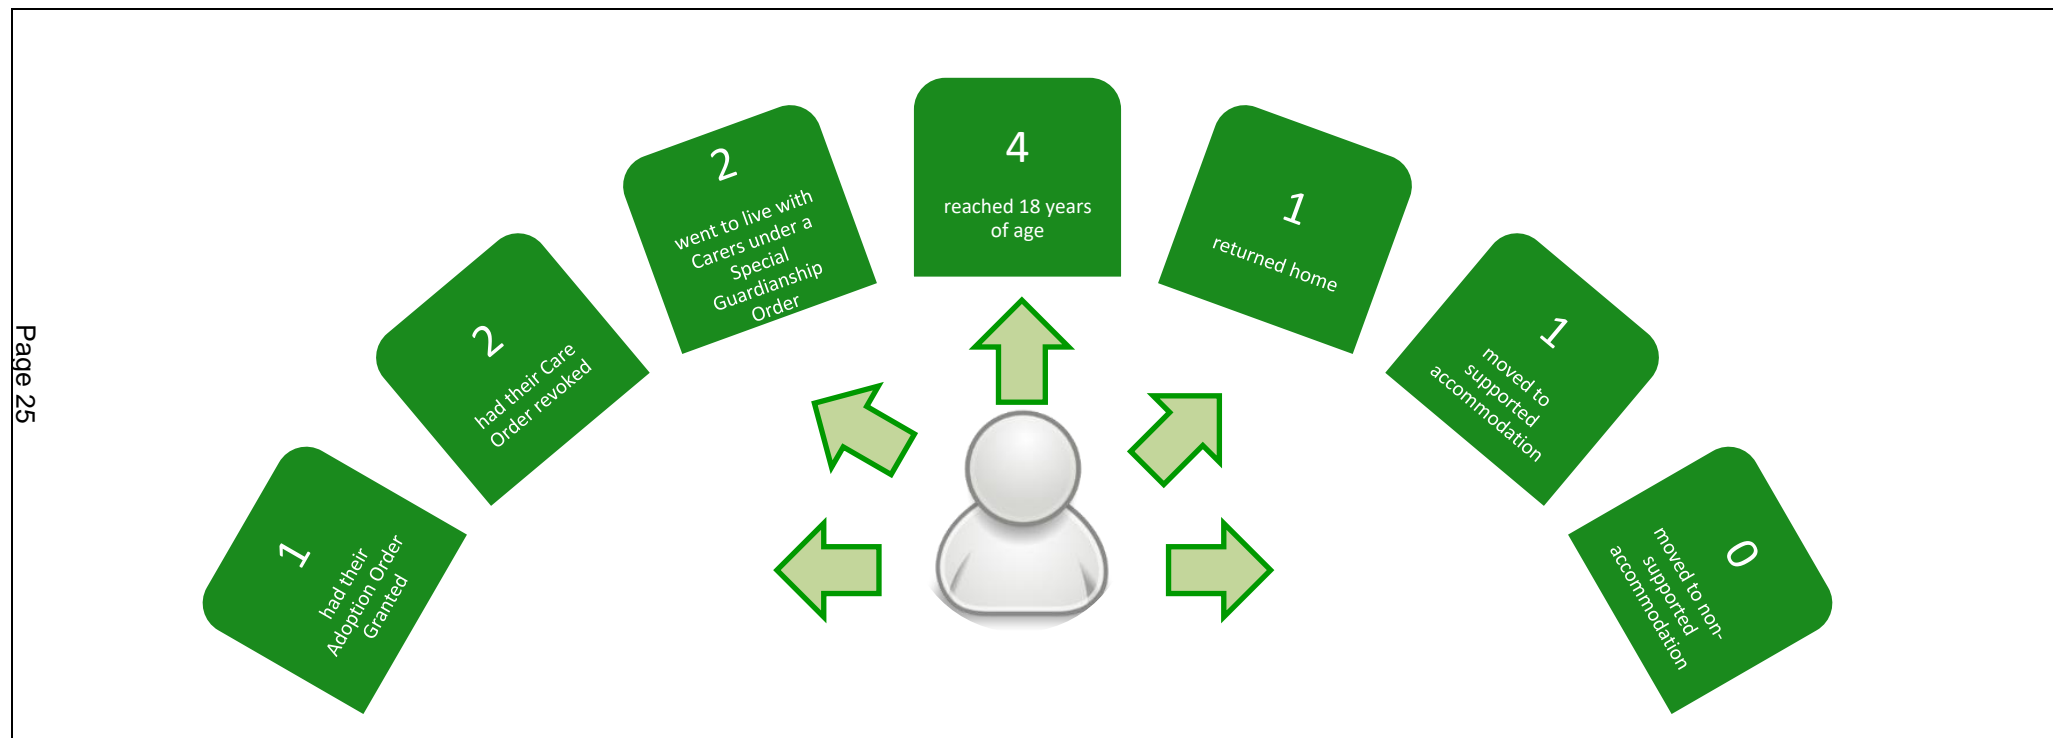 Page 25
1
had their
Adoption Order
Granted
2
had their Care
Order revoked
2
went to live with
Carers under a
Special
Guardianship
Order
4
reached 18 years
of age
1
returned home
1
moved to
supported
accommodation
0
moved to non-
supported
accommodation